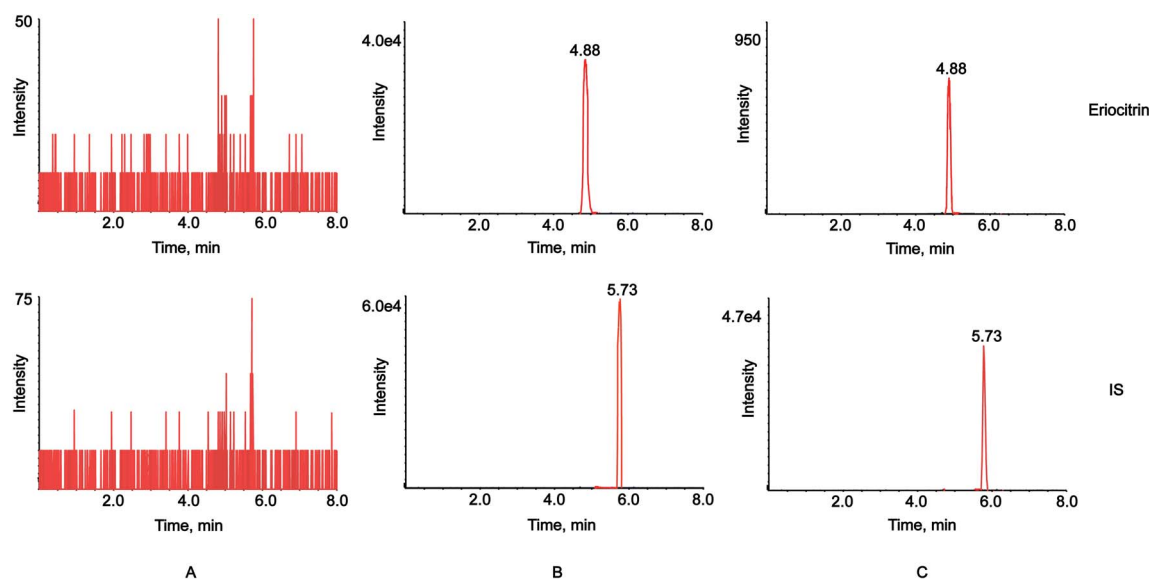 50
Intensity
2.0 4.0 6.0 8.0
Time, min
4.0e4
4.88
Intensity
4.0 6.0 8.0
Time, min
950
4.88
Intensity
4.0 6.0 8.0
Time, min
Eriocitrin
75
Intensity
2.0 4.0 6.0 8.0
Time, min
6.0e4
5.73
Intensity
2.0 4.0 6.0 8.0
Time, min
4.7e4
5.73
Intensity
2.0 4.0 6.0 8.0
Time, min
IS
A B C